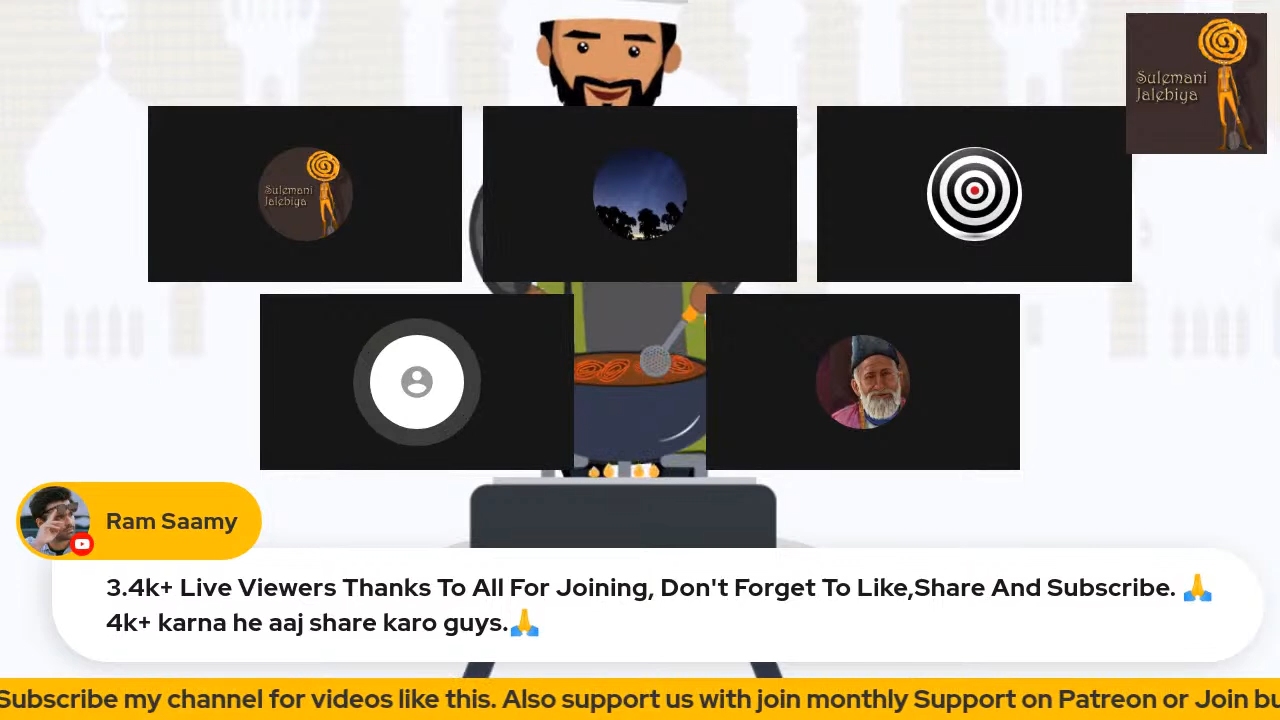 Sulemani
Jalebiya
Sulemani
Jalebiya
Ram Saamy
3.4k+ Live Viewers Thanks To All For Joining, Don't Forget To Like,Share And Subscribe. 🙏
4k+ karna he aaj share karo guys.🙏
Subscribe my channel for videos like this. Also support us with join monthly Support on Patreon or Join bu